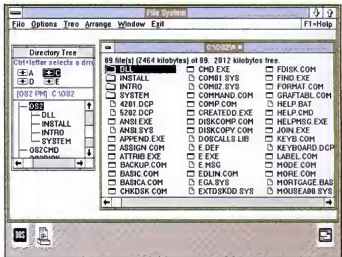 File System
File Options Tree Arrange Window Exit F1=Help
Directory Tree
Ctrl+letter selects a
A C
D E
[OS2 PM] C:\OS2
OS2
DLL
INSTALL
INTRO
SYSTEM
OS2CMD
C:\OS2\*.*
89 file(s) (2464 kilobytes) of 89. 2012 kilobytes free.
DLL CMD.EXE FDISK.COM
INSTALL COM01.SYS FIND.EXE
INTRO COM02.SYS FORMAT.COM
SYSTEM COMMAND.COM GRAFTABL.COM
4201.DCP COMP.COM HELP.BAT
5202.DCP CREATEDD.EXE HELP.CMD
ANSI.EXE DISKCOMP.COM HELPMSG.EXE
ANSI.SYS DISKCOPY.COM JOIN.EXE
APPEND.EXE DOSCALLS.LIB KEYB.COM
ASSIGN.COM E.DEF KEYBOARD.DCP
ATTRIB.EXE E.EXE LABEL.COM
BACKUP.COM E.MSG MODE.COM
BASIC.COM EDLIN.COM MORE.COM
BASICA.COM EGA.SYS MORTGAGE.BAS
CHKDSK.COM EXTDSKDD.SYS MOUSEA00.SYS
DOS